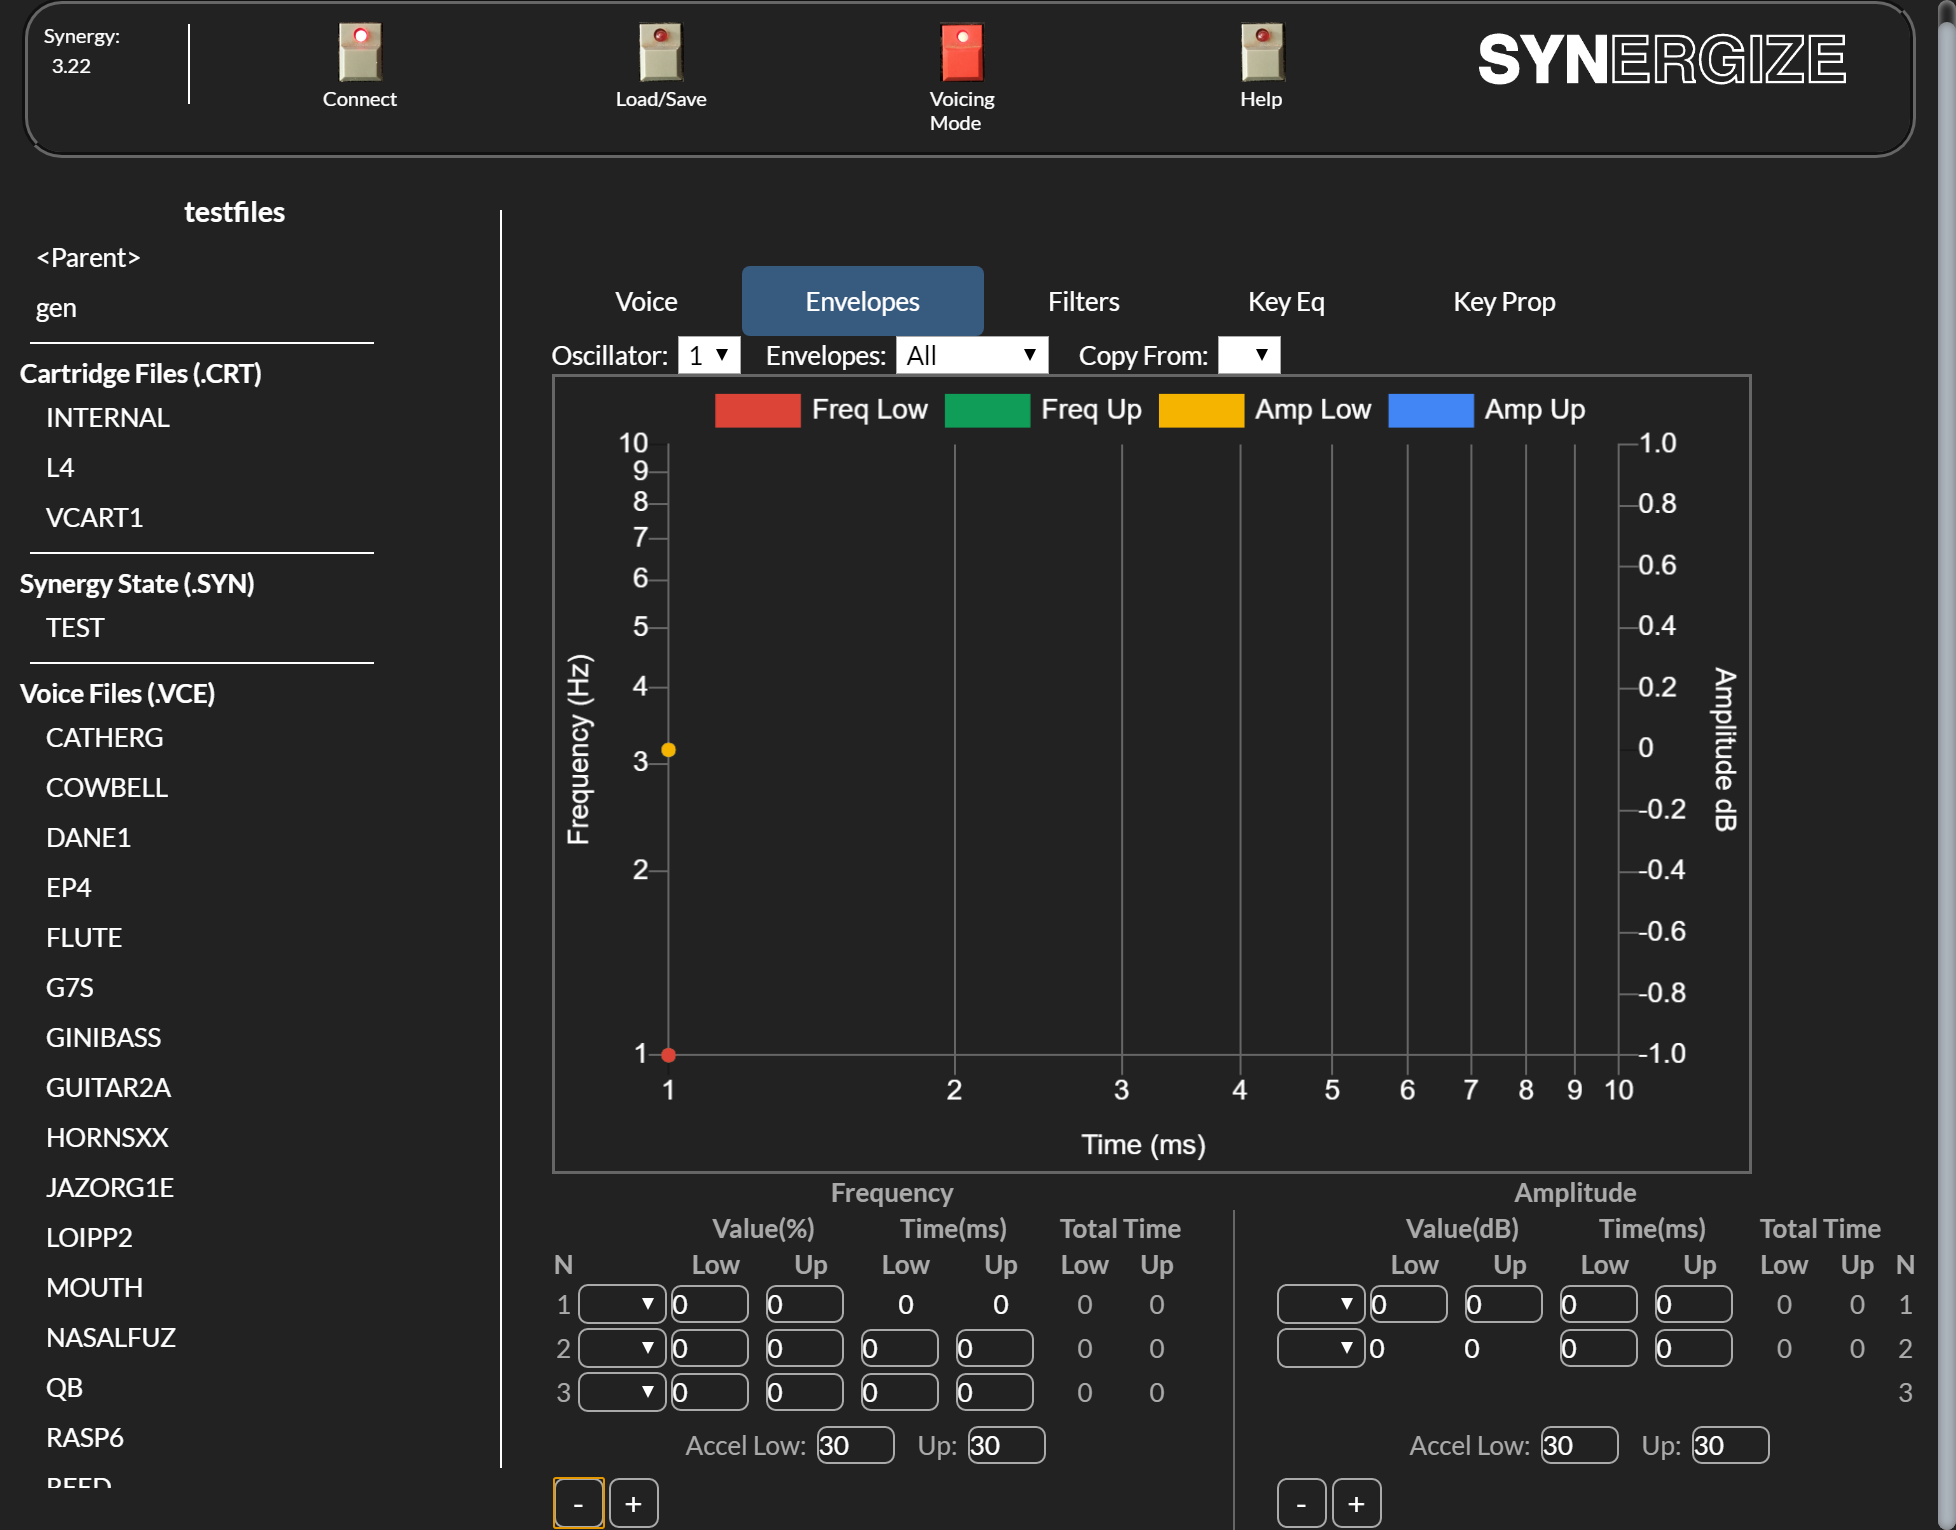 Synergy:
3.22
Connect
Load/Save
Voicing
Mode
Help
SYNERGIZE
testfiles
<Parent>
gen
Cartridge Files (.CRT)
INTERNAL
L4
VCART1
Synergy State (.SYN)
TEST
Voice Files (.VCE)
CATHERG
COWBELL
DANE1
EP4
FLUTE
G7S
GINIBASS
GUITAR2A
HORNSXX
JAZORG1E
LOIPP2
MOUTH
NASALFUZ
QB
RASP6
REED
Voice Envelopes Filters Key Eq Key Prop
Oscillator: 1 ▼ Envelopes: All ▼ Copy From: ▼
Freq Low Freq Up Amp Low Amp Up
10 1.0
9
8 0.8
7
6 0.6
5 0.4
4 0.2
3 0
-0.2
2 -0.4
-0.6
-0.8
1 -1.0
Frequency (Hz)
Amplitude dB
1 2 3 4 5 6 7 8 9 10
Time (ms)
Frequency
Value(%) Time(ms) Total Time
N Low Up Low Up Low Up
1 ▼ 0 0 0 0 0 0
2 ▼ 0 0 0 0 0 0
3 ▼ 0 0 0 0 0 0
Accel Low: 30 Up: 30
- +
Amplitude
Value(dB) Time(ms) Total Time
Low Up Low Up Low Up N
▼ 0 0 0 0 0 0 1
▼ 0 0 0 0 0 0 2
3
Accel Low: 30 Up: 30
- +